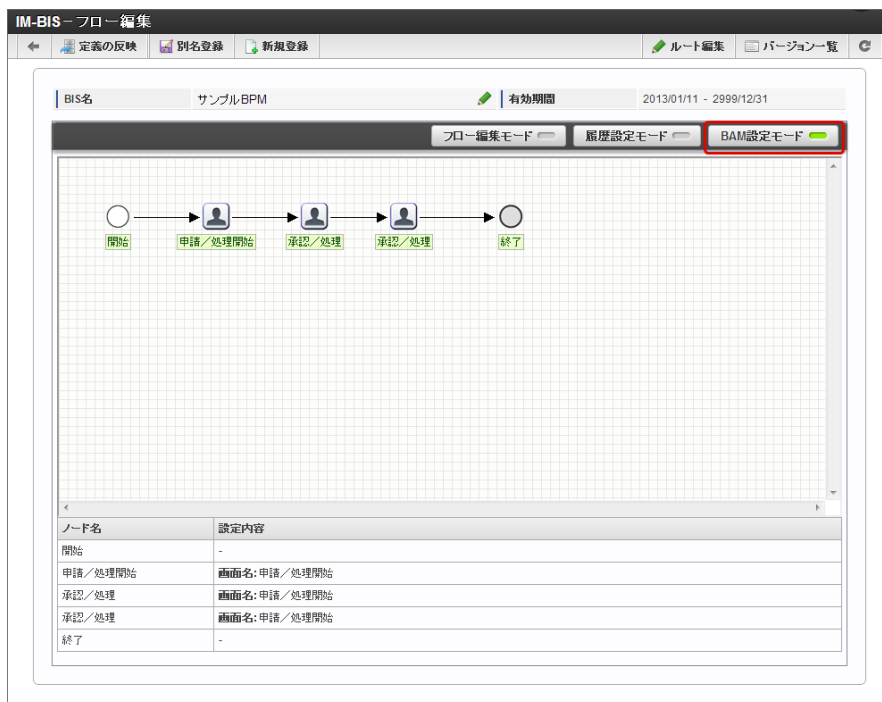 IM-BIS－フロー編集
定義の反映 別名登録 新規登録 ルート編集 バージョン一覧
BIS名 サンプルBPM 有効期間 2013/01/11 - 2999/12/31
フロー編集モード 履歴設定モード BAM設定モード
開始 申請／処理開始 承認／処理 承認／処理 終了
ノード名 設定内容
開始 -
申請／処理開始 画面名: 申請／処理開始
承認／処理 画面名: 申請／処理開始
承認／処理 画面名: 申請／処理開始
終了 -